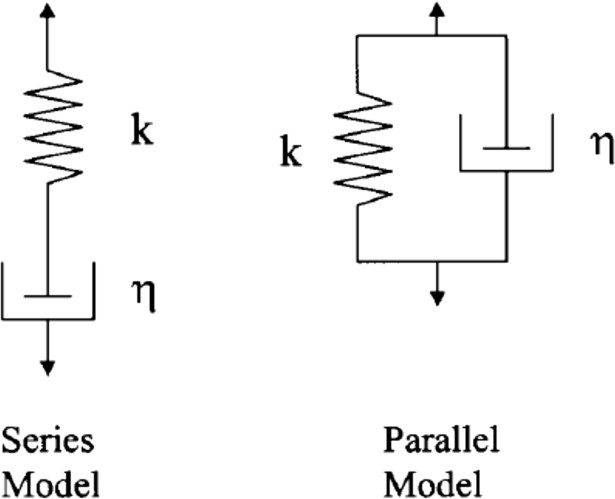 k
η
k
η
Series
Model
Parallel
Model